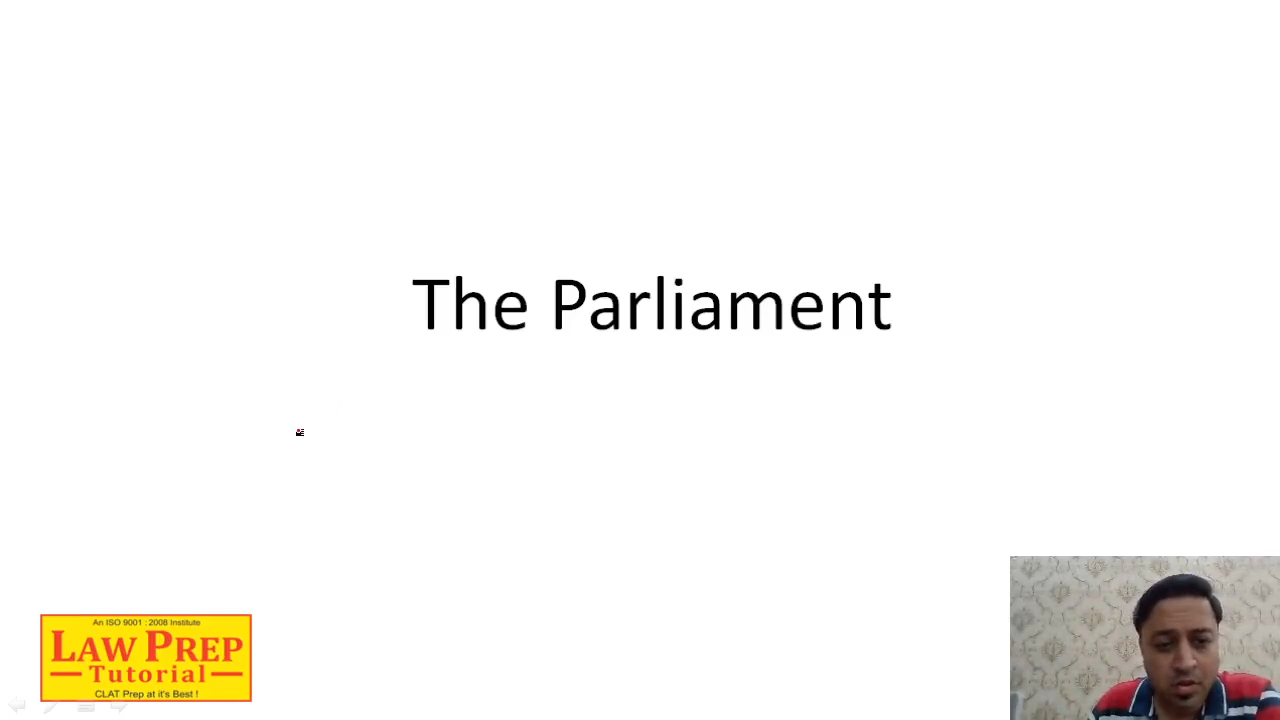 The Parliament
An ISO 9001 : 2008 Institute
LAW PREP
Tutorial
CLAT Prep at it's Best !